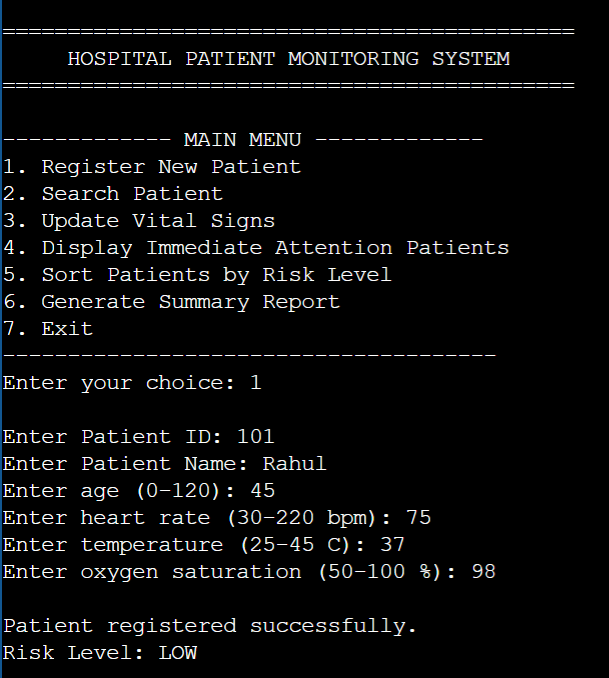 ============================================
HOSPITAL PATIENT MONITORING SYSTEM
============================================
------------- MAIN MENU -------------
1. Register New Patient
2. Search Patient
3. Update Vital Signs
4. Display Immediate Attention Patients
5. Sort Patients by Risk Level
6. Generate Summary Report
7. Exit
--------------------------------------
Enter your choice: 1
Enter Patient ID: 101
Enter Patient Name: Rahul
Enter age (0-120): 45
Enter heart rate (30-220 bpm): 75
Enter temperature (25-45 C): 37
Enter oxygen saturation (50-100 %): 98
Patient registered successfully.
Risk Level: LOW